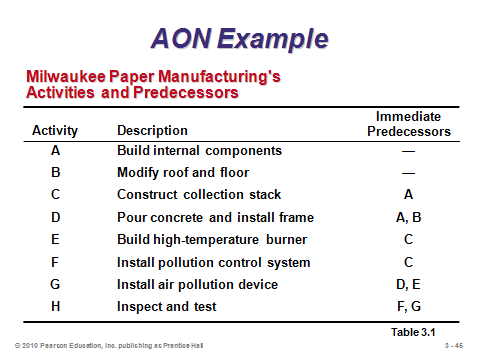 AON Example
Milwaukee Paper Manufacturing's
Activities and Predecessors
Immediate
Activity Description Predecessors
A Build internal components —
B Modify roof and floor —
C Construct collection stack A
D Pour concrete and install frame A, B
E Build high-temperature burner C
F Install pollution control system C
G Install air pollution device D, E
H Inspect and test F, G
Table 3.1
© 2010 Pearson Education, Inc. publishing as Prentice Hall 3 - 45